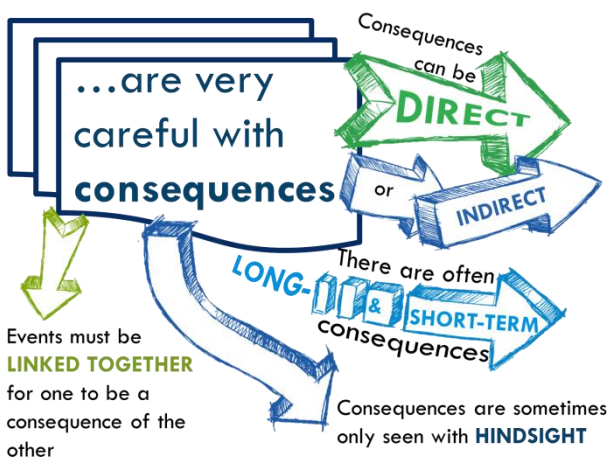 …are very
careful with
consequences
Consequences
can be
DIRECT
or
INDIRECT
There are often
LONG- & SHORT-TERM
consequences
Events must be
LINKED TOGETHER
for one to be a
consequence of the
other
Consequences are sometimes
only seen with HINDSIGHT